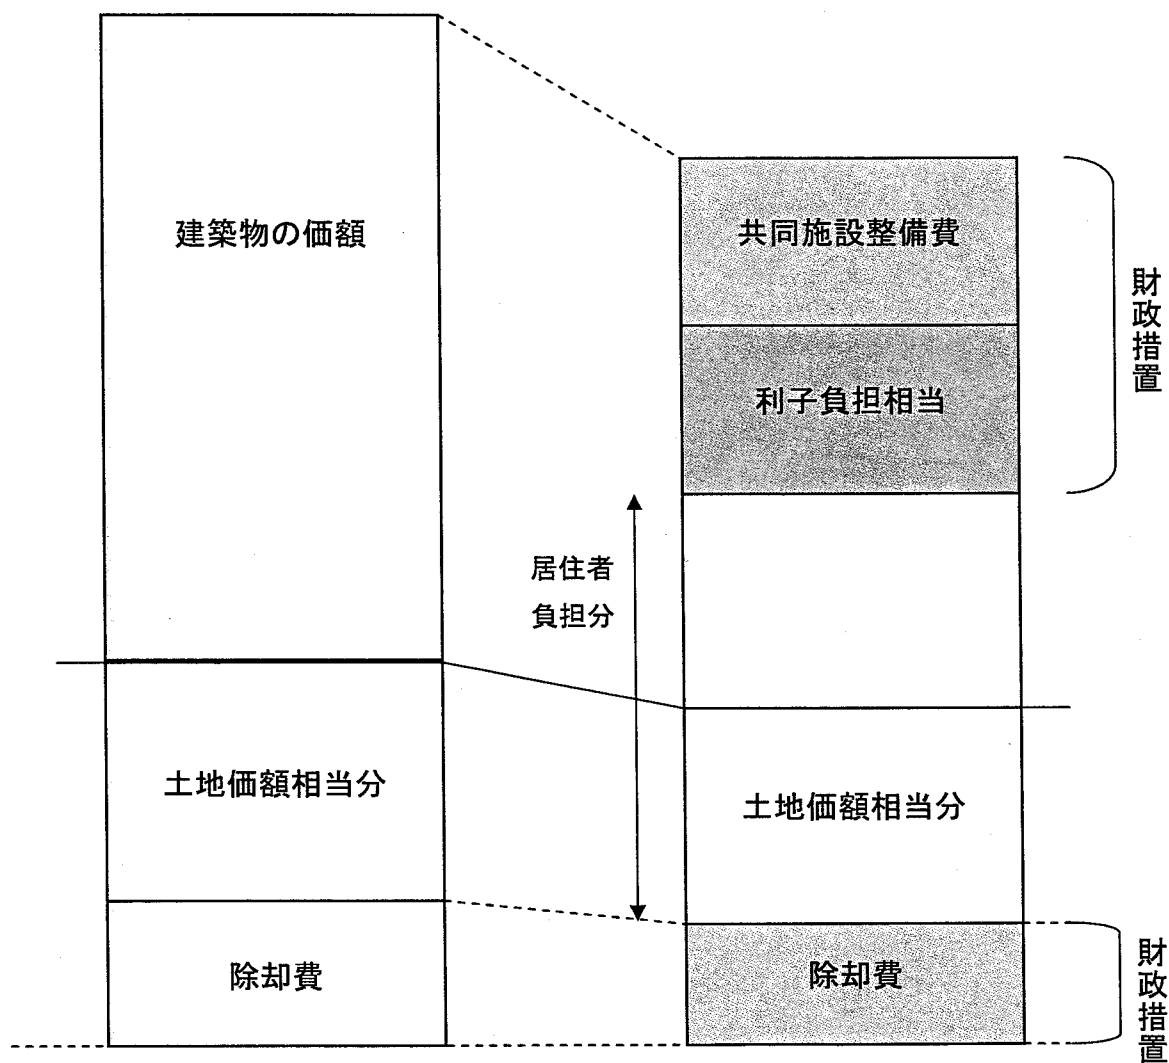 建築物の価額
土地価額相当分
除却費
居住者
負担分
共同施設整備費
利子負担相当
土地価額相当分
除却費
財政措置
財政措置